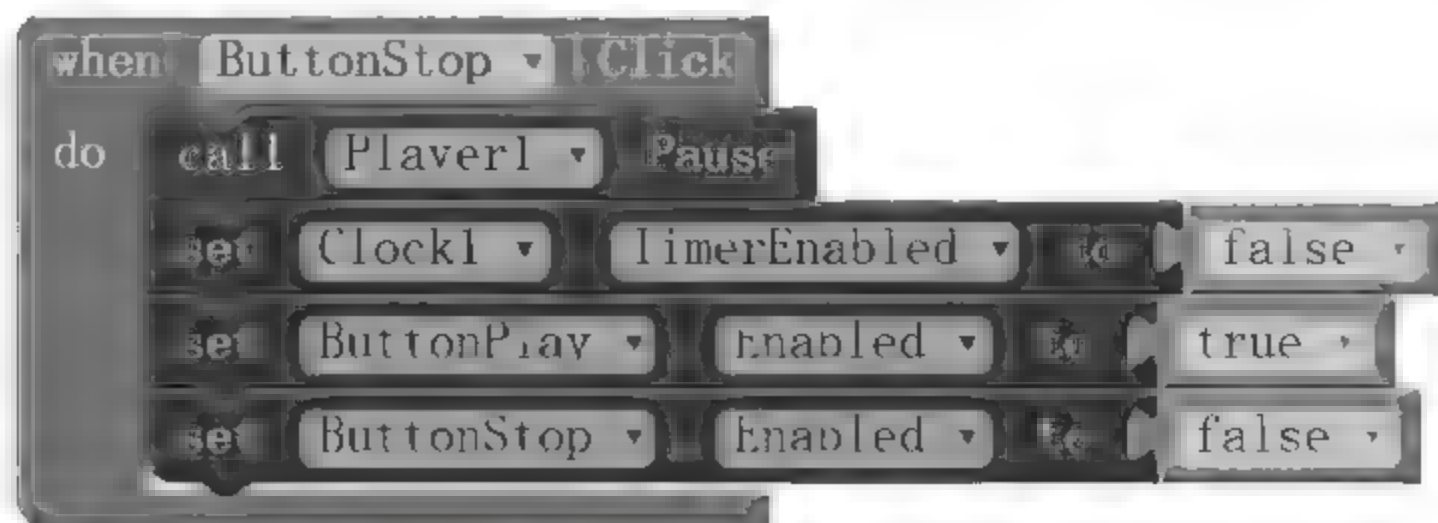 when ButtonStop Click
do call Player1 Pause
set Clock1 TimerEnabled to false
set ButtonPlay Enabled to true
set ButtonStop Enabled to false